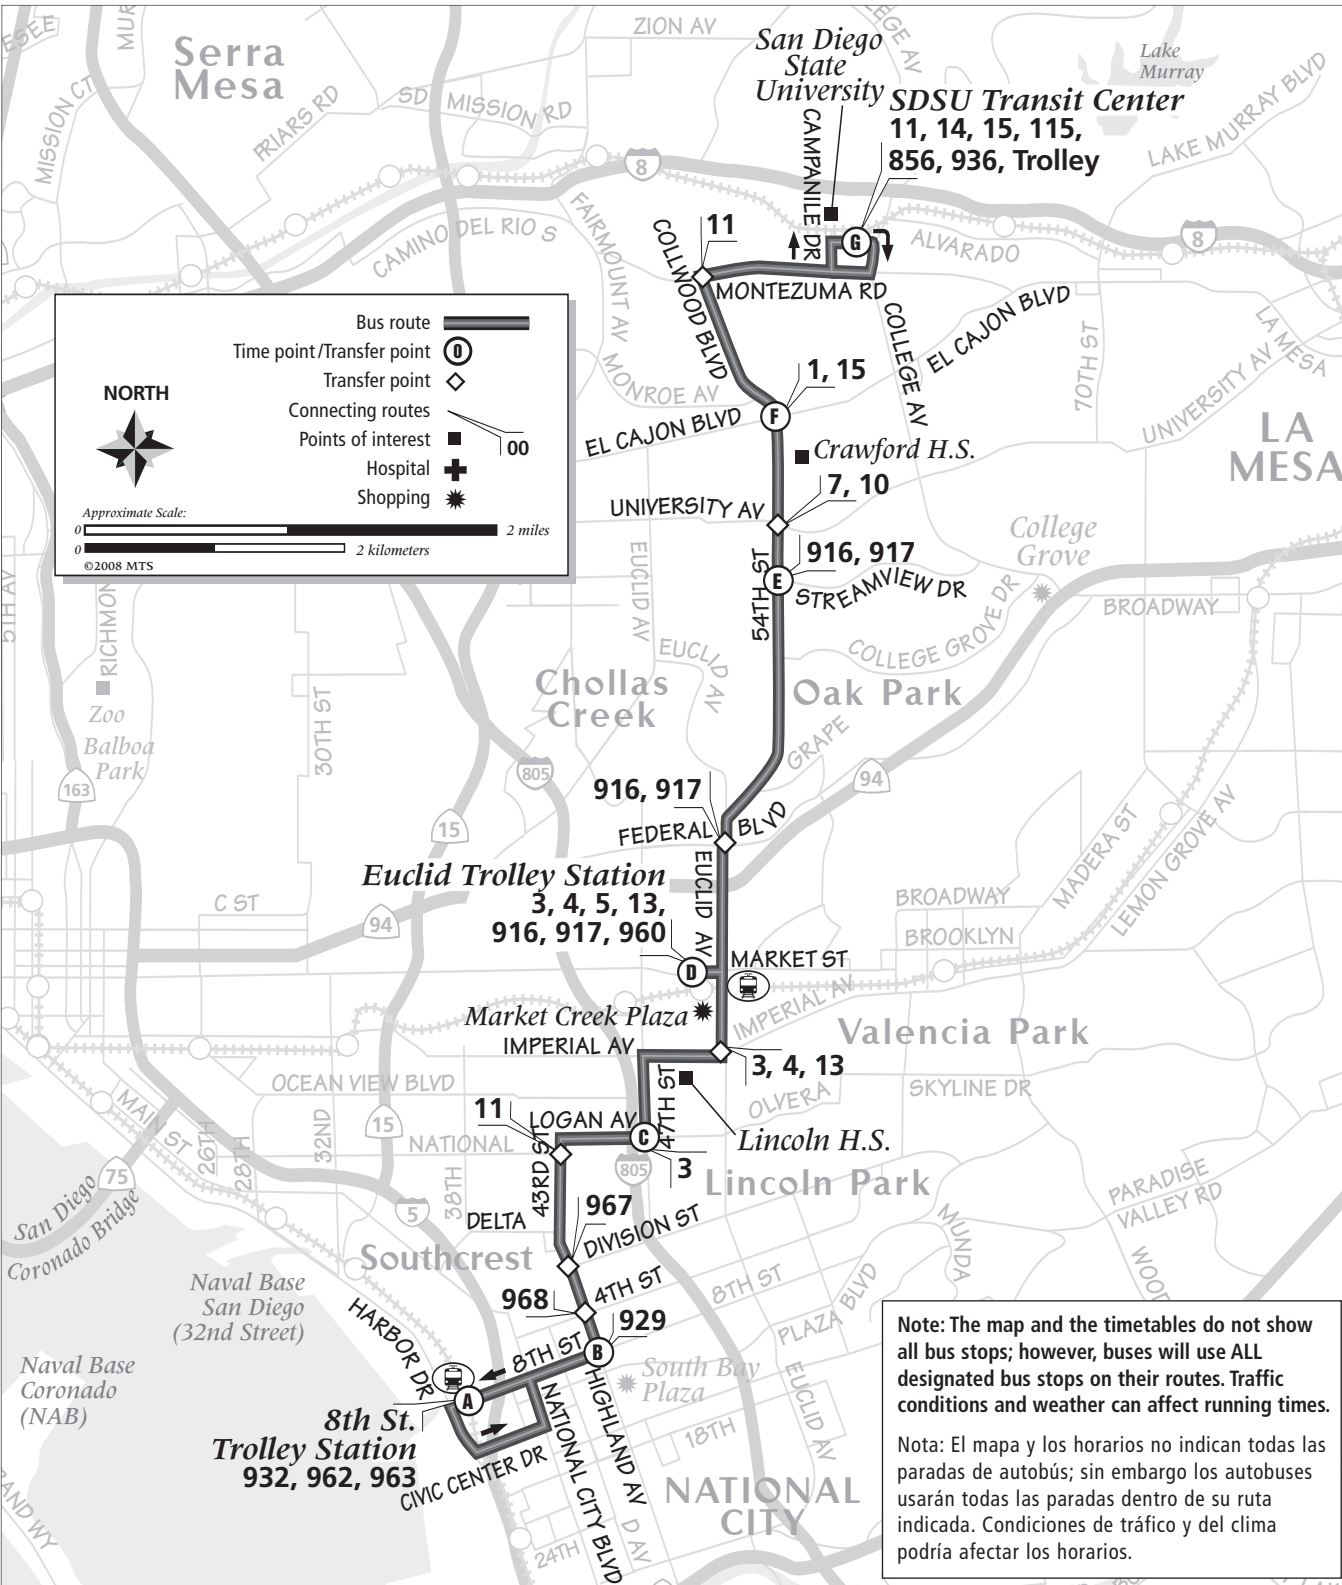 ZION AV
San Diego
State
University
Lake
Murray
Serra
Mesa
MISSION CT
FRIARS RD
SD MISSION RD
LAKE MURRAY BLVD
SDSU Transit Center
11, 14, 15, 115,
856, 936, Trolley
CAMPANILE DR
8
CAMINO DEL RIO S
FAIRMOUNT AV
COLLWOOD BLVD
11
G
ALVARADO
8
MONTEZUMA RD
COLLEGE AV
EL CAJON BLVD
70TH ST
LA MESA
UNIVERSITY AV
LA
MESA
Bus route
Time point/Transfer point
0
Transfer point
Connecting routes
00
Points of interest
Hospital
Shopping
NORTH
Approximate Scale:
0
2 miles
0
2 kilometers
©2008 MTS
MONROE AV
1, 15
F
EL CAJON BLVD
Crawford H.S.
7, 10
UNIVERSITY AV
College
Grove
916, 917
E
STREAMVIEW DR
54TH ST
EUCLID AV
COLLEGE GROVE DR
BROADWAY
5TH AV
EUCLID AV
Chollas
Creek
Oak Park
Zoo
Balboa
Park
30TH ST
GRAPE
163
805
94
15
916, 917
FEDERAL BLVD
EUCLID AV
MADERA ST
LEMON GROVE AV
Euclid Trolley Station
3, 4, 5, 13,
916, 917, 960
C ST
94
BROADWAY
BROOKLYN
D
MARKET ST
IMPERIAL AV
Market Creek Plaza
IMPERIAL AV
Valencia Park
3, 4, 13
OCEAN VIEW BLVD
SKYLINE DR
OLVERA
47TH ST
MAIN ST
26TH
28TH
32ND
15
NATIONAL
38TH
11
LOGAN AV
C
Lincoln H.S.
3
805
Lincoln Park
43RD ST
75
San Diego
Coronado Bridge
5
DELTA
967
DIVISION ST
PARADISE
VALLEY RD
MUNDA
Southcrest
Naval Base
San Diego
(32nd Street)
968
4TH ST
8TH ST
PLAZA BLVD
HARBOR DR
929
B
8TH ST
South Bay
Plaza
Naval Base
Coronado
(NAB)
A
8th St.
Trolley Station
932, 962, 963
CIVIC CENTER DR
NATIONAL CITY BLVD
HIGHLAND AV
EUCLID AV
18TH
NATIONAL
CITY
D AV
24TH
Note: The map and the timetables do not show
all bus stops; however, buses will use ALL
designated bus stops on their routes. Traffic
conditions and weather can affect running times.
Nota: El mapa y los horarios no indican todas las
paradas de autobús; sin embargo los autobuses
usarán todas las paradas dentro de su ruta
indicada. Condiciones de tráfico y del clima
podría afectar los horarios.